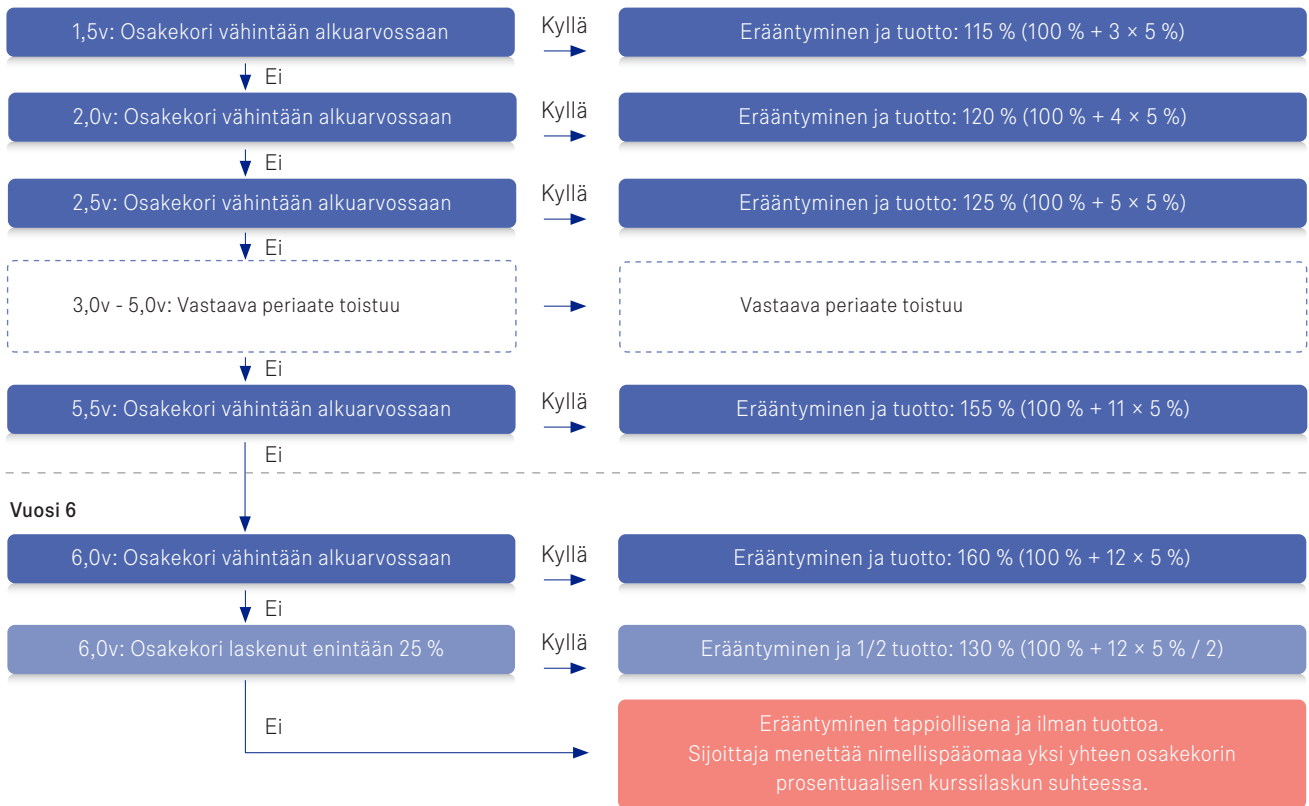 1,5v: Osakekori vähintään alkuarvossaan
Kyllä
Erääntyminen ja tuotto: 115 % (100 % + 3 × 5 %)
Ei
2,0v: Osakekori vähintään alkuarvossaan
Kyllä
Erääntyminen ja tuotto: 120 % (100 % + 4 × 5 %)
Ei
2,5v: Osakekori vähintään alkuarvossaan
Kyllä
Erääntyminen ja tuotto: 125 % (100 % + 5 × 5 %)
Ei
3,0v - 5,0v: Vastaava periaate toistuu
Vastaava periaate toistuu
Ei
5,5v: Osakekori vähintään alkuarvossaan
Kyllä
Erääntyminen ja tuotto: 155 % (100 % + 11 × 5 %)
Ei
Vuosi 6
6,0v: Osakekori vähintään alkuarvossaan
Kyllä
Erääntyminen ja tuotto: 160 % (100 % + 12 × 5 %)
Ei
6,0v: Osakekori laskenut enintään 25 %
Kyllä
Erääntyminen ja 1/2 tuotto: 130 % (100 % + 12 × 5 % / 2)
Ei
Erääntyminen tappiollisena ja ilman tuottoa.
Sijoittaja menettää nimellispääomaa yksi yhteen osakekorin
prosentuaalisen kurssilaskun suhteessa.